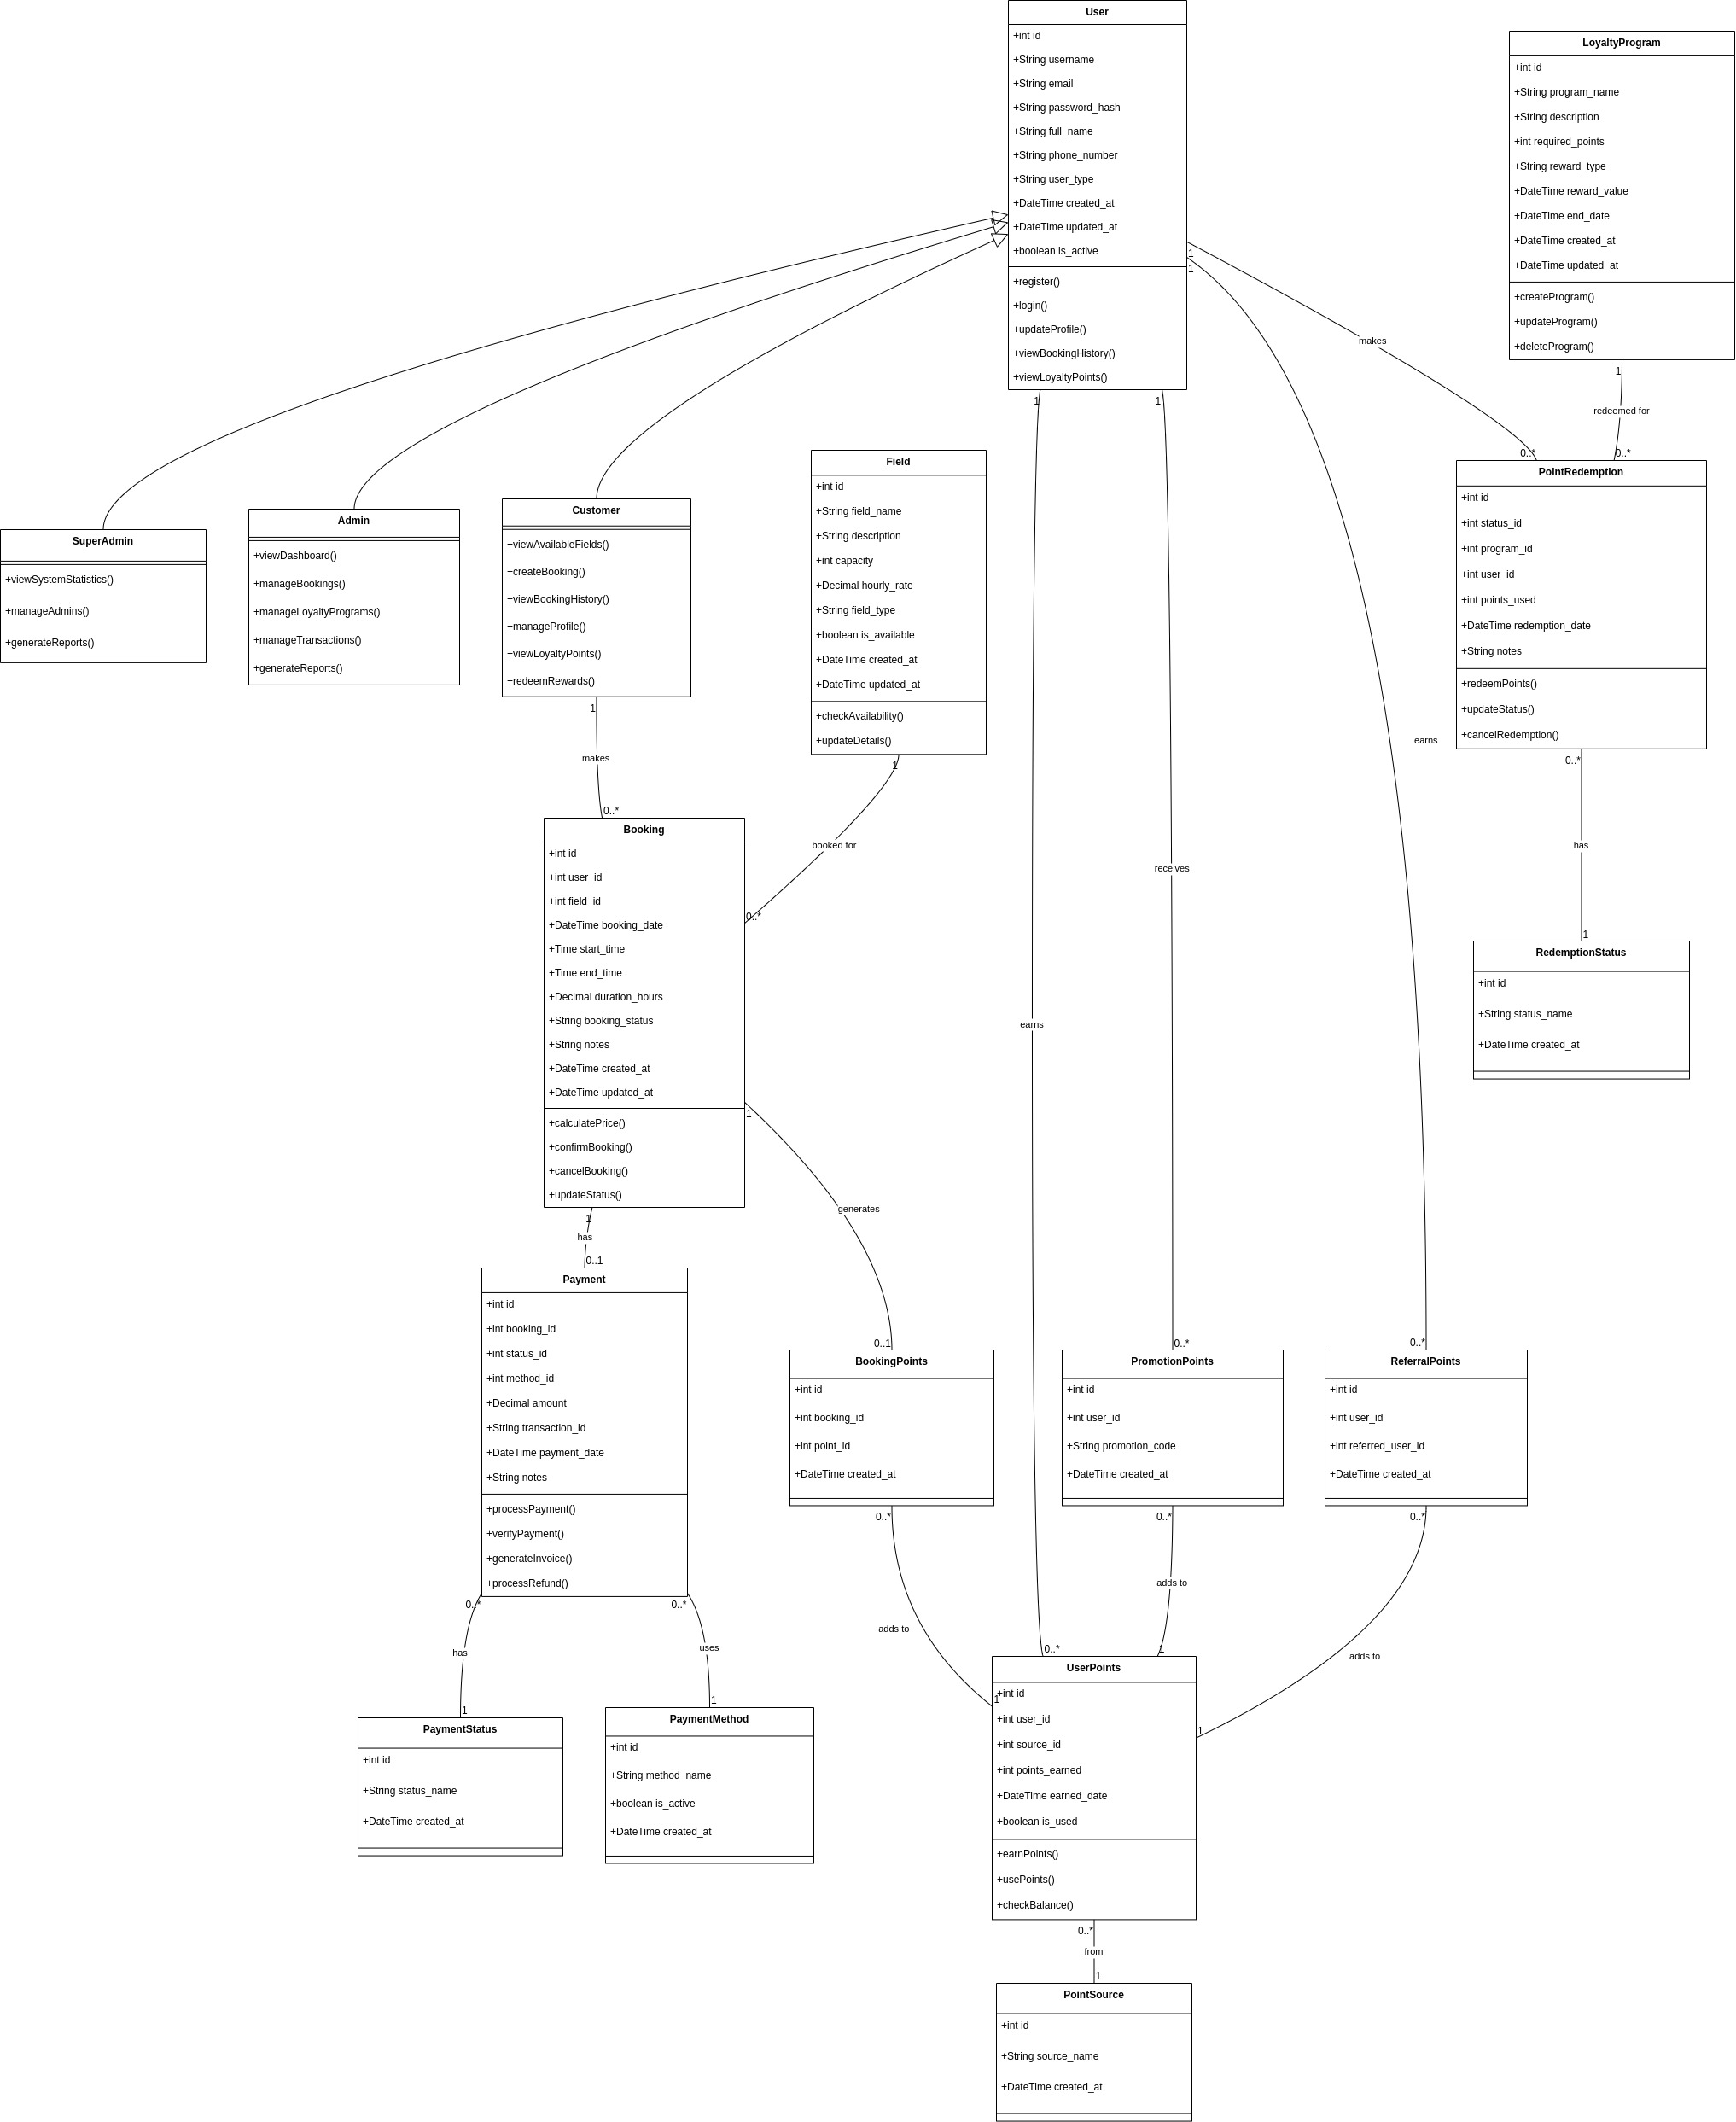 User
+int id
+String username
+String email
+String password_hash
+String full_name
+String phone_number
+String user_type
+DateTime created_at
+DateTime updated_at
+boolean is_active
+register()
+login()
+updateProfile()
+viewBookingHistory()
+viewLoyaltyPoints()
LoyaltyProgram
+int id
+String program_name
+String description
+int required_points
+String reward_type
+DateTime reward_value
+DateTime end_date
+DateTime created_at
+DateTime updated_at
+createProgram()
+updateProgram()
+deleteProgram()
1
1
makes
1
redeemed for
1
1
0..*
0..*
SuperAdmin
+viewSystemStatistics()
+manageAdmins()
+generateReports()
Admin
+viewDashboard()
+manageBookings()
+manageLoyaltyPrograms()
+manageTransactions()
+generateReports()
Customer
+viewAvailableFields()
+createBooking()
+viewBookingHistory()
+manageProfile()
+viewLoyaltyPoints()
+redeemRewards()
Field
+int id
+String field_name
+String description
+int capacity
+Decimal hourly_rate
+String field_type
+boolean is_available
+DateTime created_at
+DateTime updated_at
+checkAvailability()
+updateDetails()
PointRedemption
+int id
+int status_id
+int program_id
+int user_id
+int points_used
+DateTime redemption_date
+String notes
+redeemPoints()
+updateStatus()
+cancelRedemption()
1
makes
0..*
1
booked for
0..*
receives
earns
0..*
has
1
Booking
+int id
+int user_id
+int field_id
+DateTime booking_date
+Time start_time
+Time end_time
+Decimal duration_hours
+String booking_status
+String notes
+DateTime created_at
+DateTime updated_at
+calculatePrice()
+confirmBooking()
+cancelBooking()
+updateStatus()
earns
RedemptionStatus
+int id
+String status_name
+DateTime created_at
1
generates
0..1
1
has
0..1
0..*
0..*
Payment
+int id
+int booking_id
+int status_id
+int method_id
+Decimal amount
+String transaction_id
+DateTime payment_date
+String notes
+processPayment()
+verifyPayment()
+generateInvoice()
+processRefund()
BookingPoints
+int id
+int booking_id
+int point_id
+DateTime created_at
PromotionPoints
+int id
+int user_id
+String promotion_code
+DateTime created_at
ReferralPoints
+int id
+int user_id
+int referred_user_id
+DateTime created_at
0..*
0..*
0..*
adds to
adds to
adds to
0..*
0..*
has
uses
1
1
0..*
1
1
1
PaymentStatus
+int id
+String status_name
+DateTime created_at
PaymentMethod
+int id
+String method_name
+boolean is_active
+DateTime created_at
UserPoints
+int id
+int user_id
+int source_id
+int points_earned
+DateTime earned_date
+boolean is_used
+earnPoints()
+usePoints()
+checkBalance()
0..*
from
1
PointSource
+int id
+String source_name
+DateTime created_at